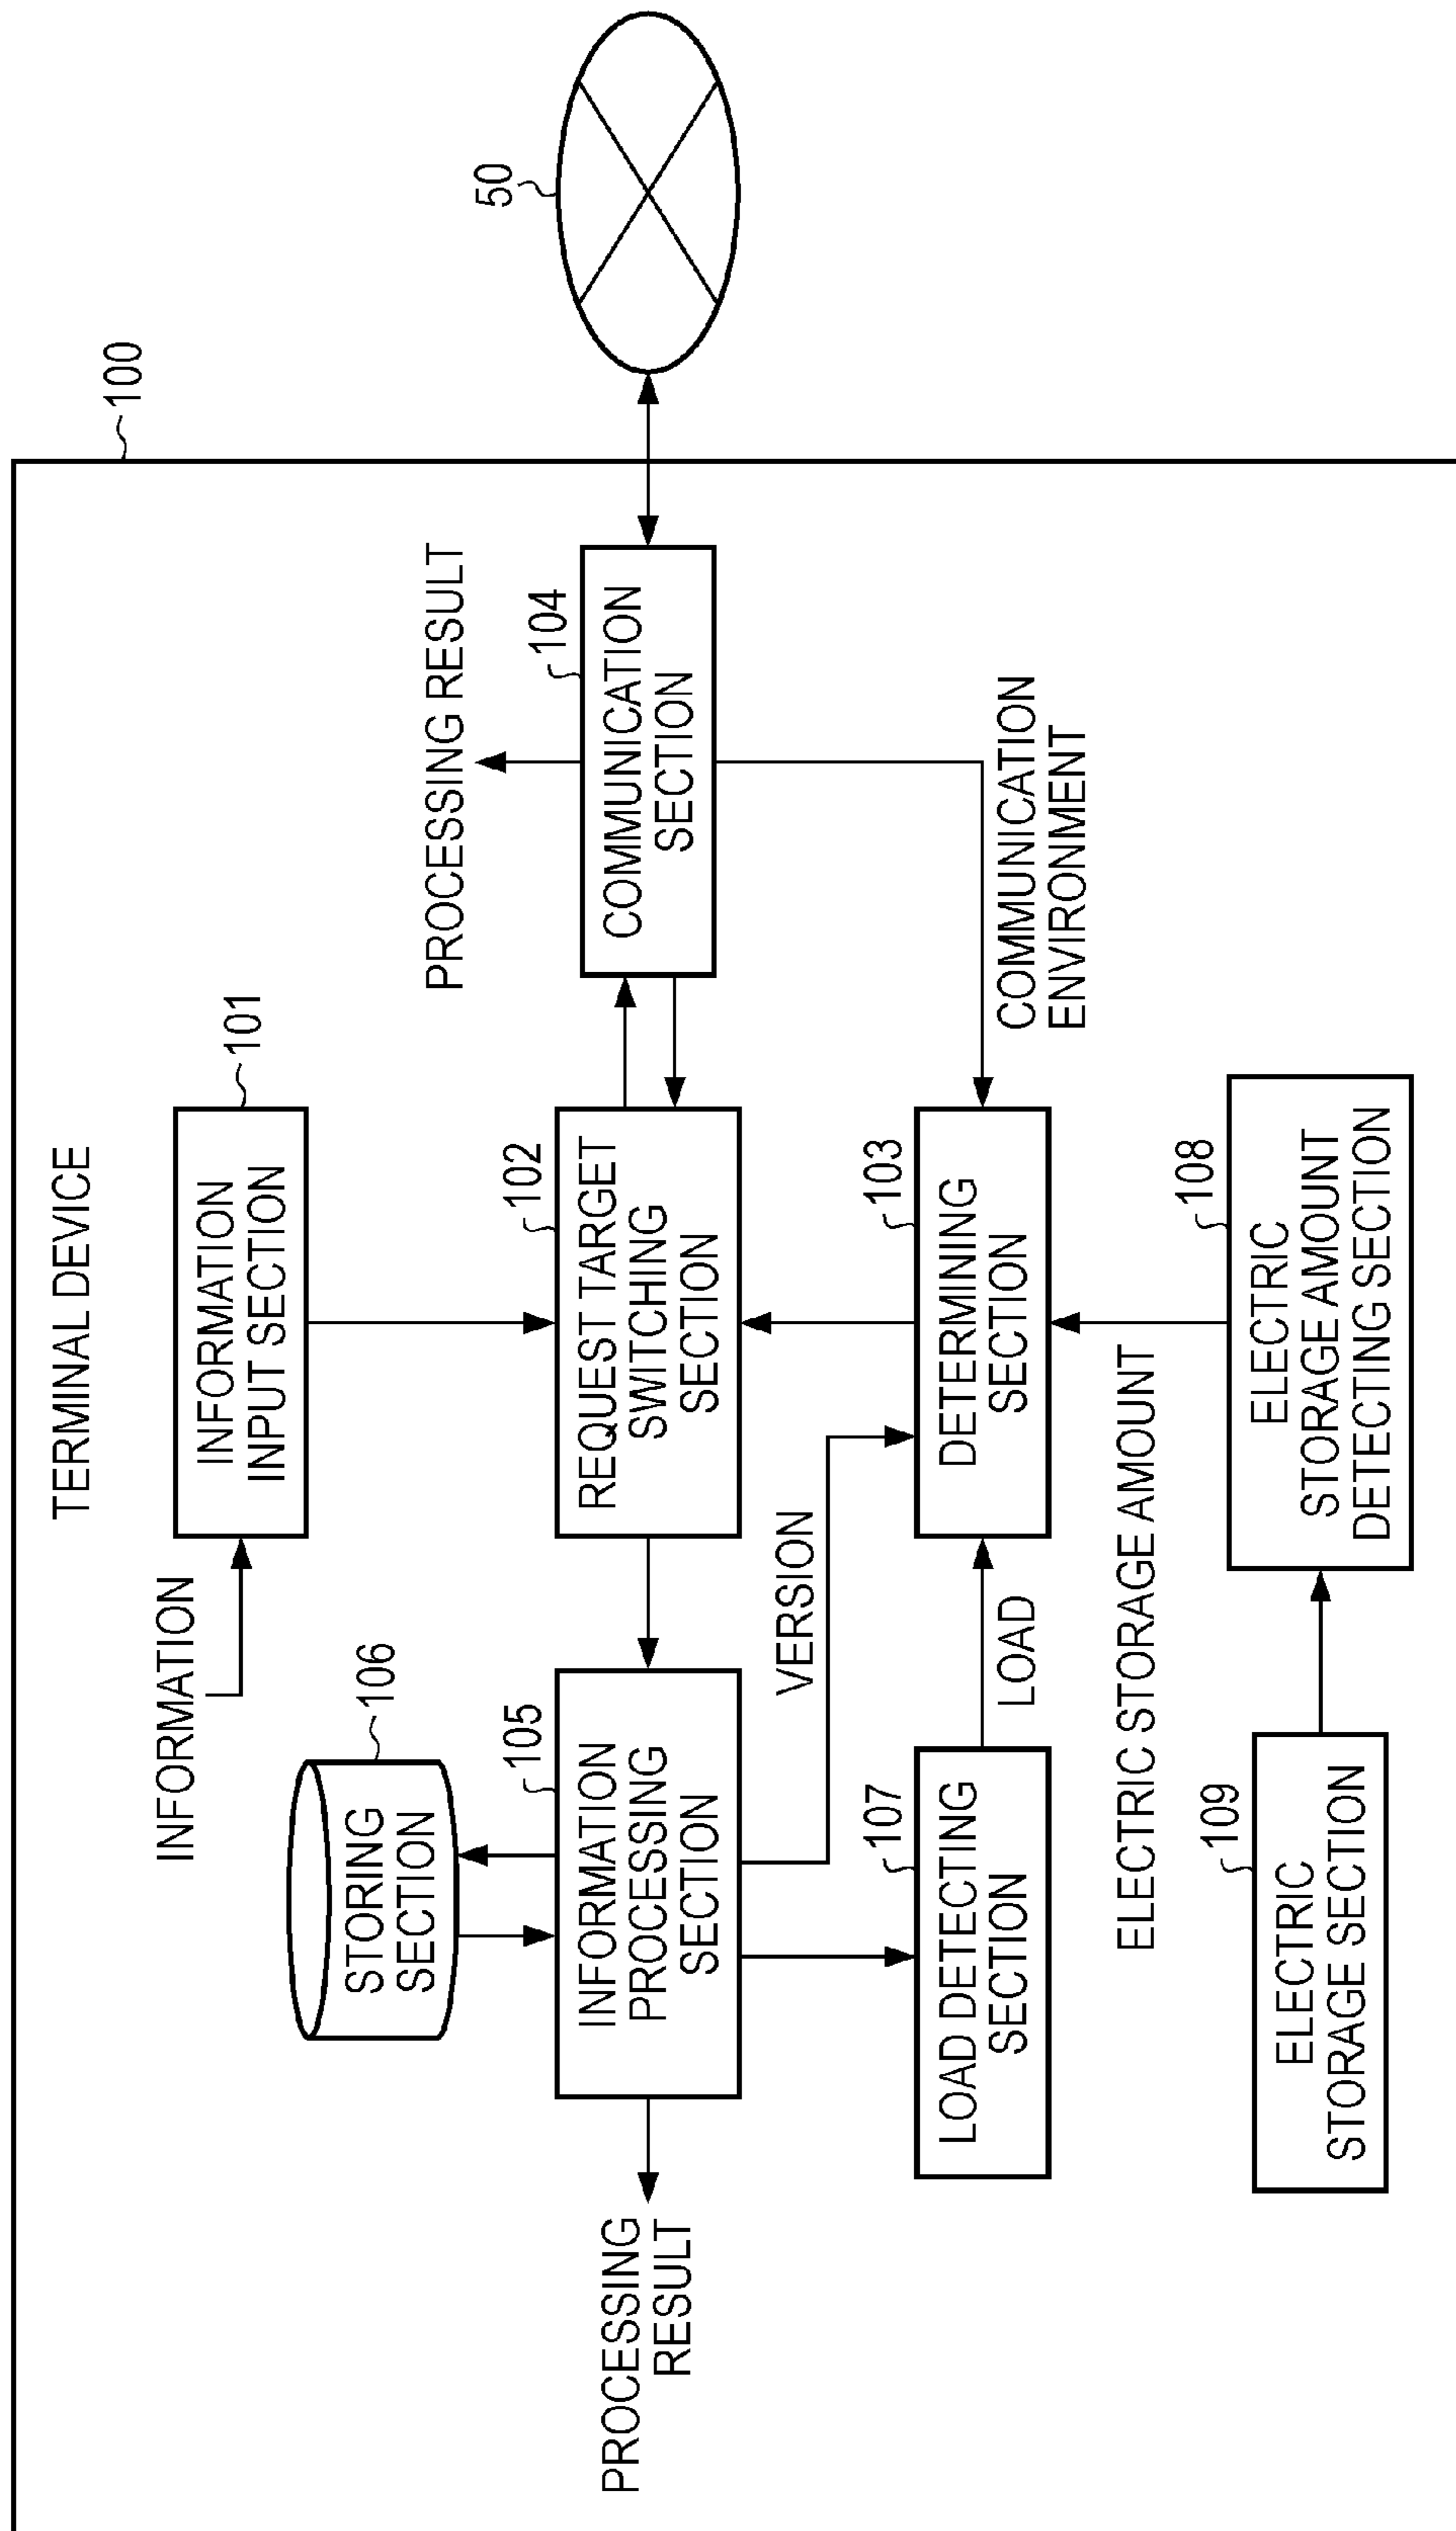 TERMINAL DEVICE
100
50
INFORMATION
101
INFORMATION
INPUT SECTION
106
STORING
SECTION
PROCESSING RESULT
105
INFORMATION
PROCESSING
SECTION
102
REQUEST TARGET
SWITCHING
SECTION
104
COMMUNICATION
SECTION
PROCESSING
RESULT
VERSION
107
LOAD DETECTING
SECTION
LOAD
103
DETERMINING
SECTION
COMMUNICATION
ENVIRONMENT
ELECTRIC STORAGE AMOUNT
109
ELECTRIC
STORAGE SECTION
108
ELECTRIC
STORAGE AMOUNT
DETECTING SECTION